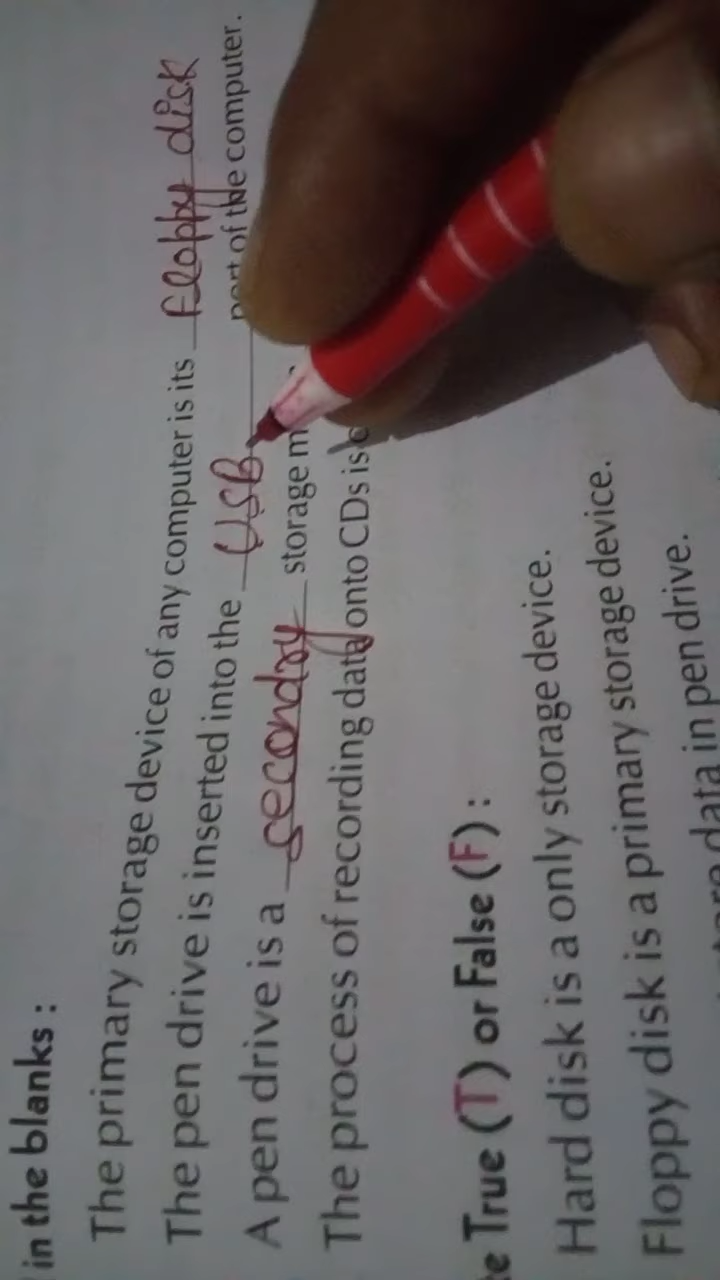 in the blanks :
The primary storage device of any computer is its floppy disk
The pen drive is inserted into the USB port of the computer.
A pen drive is a secondry storage
The process of recording data onto CDs is
True (T) or False (F) :
Hard disk is a only storage device.
Floppy disk is a primary storage device.
data in pen drive.